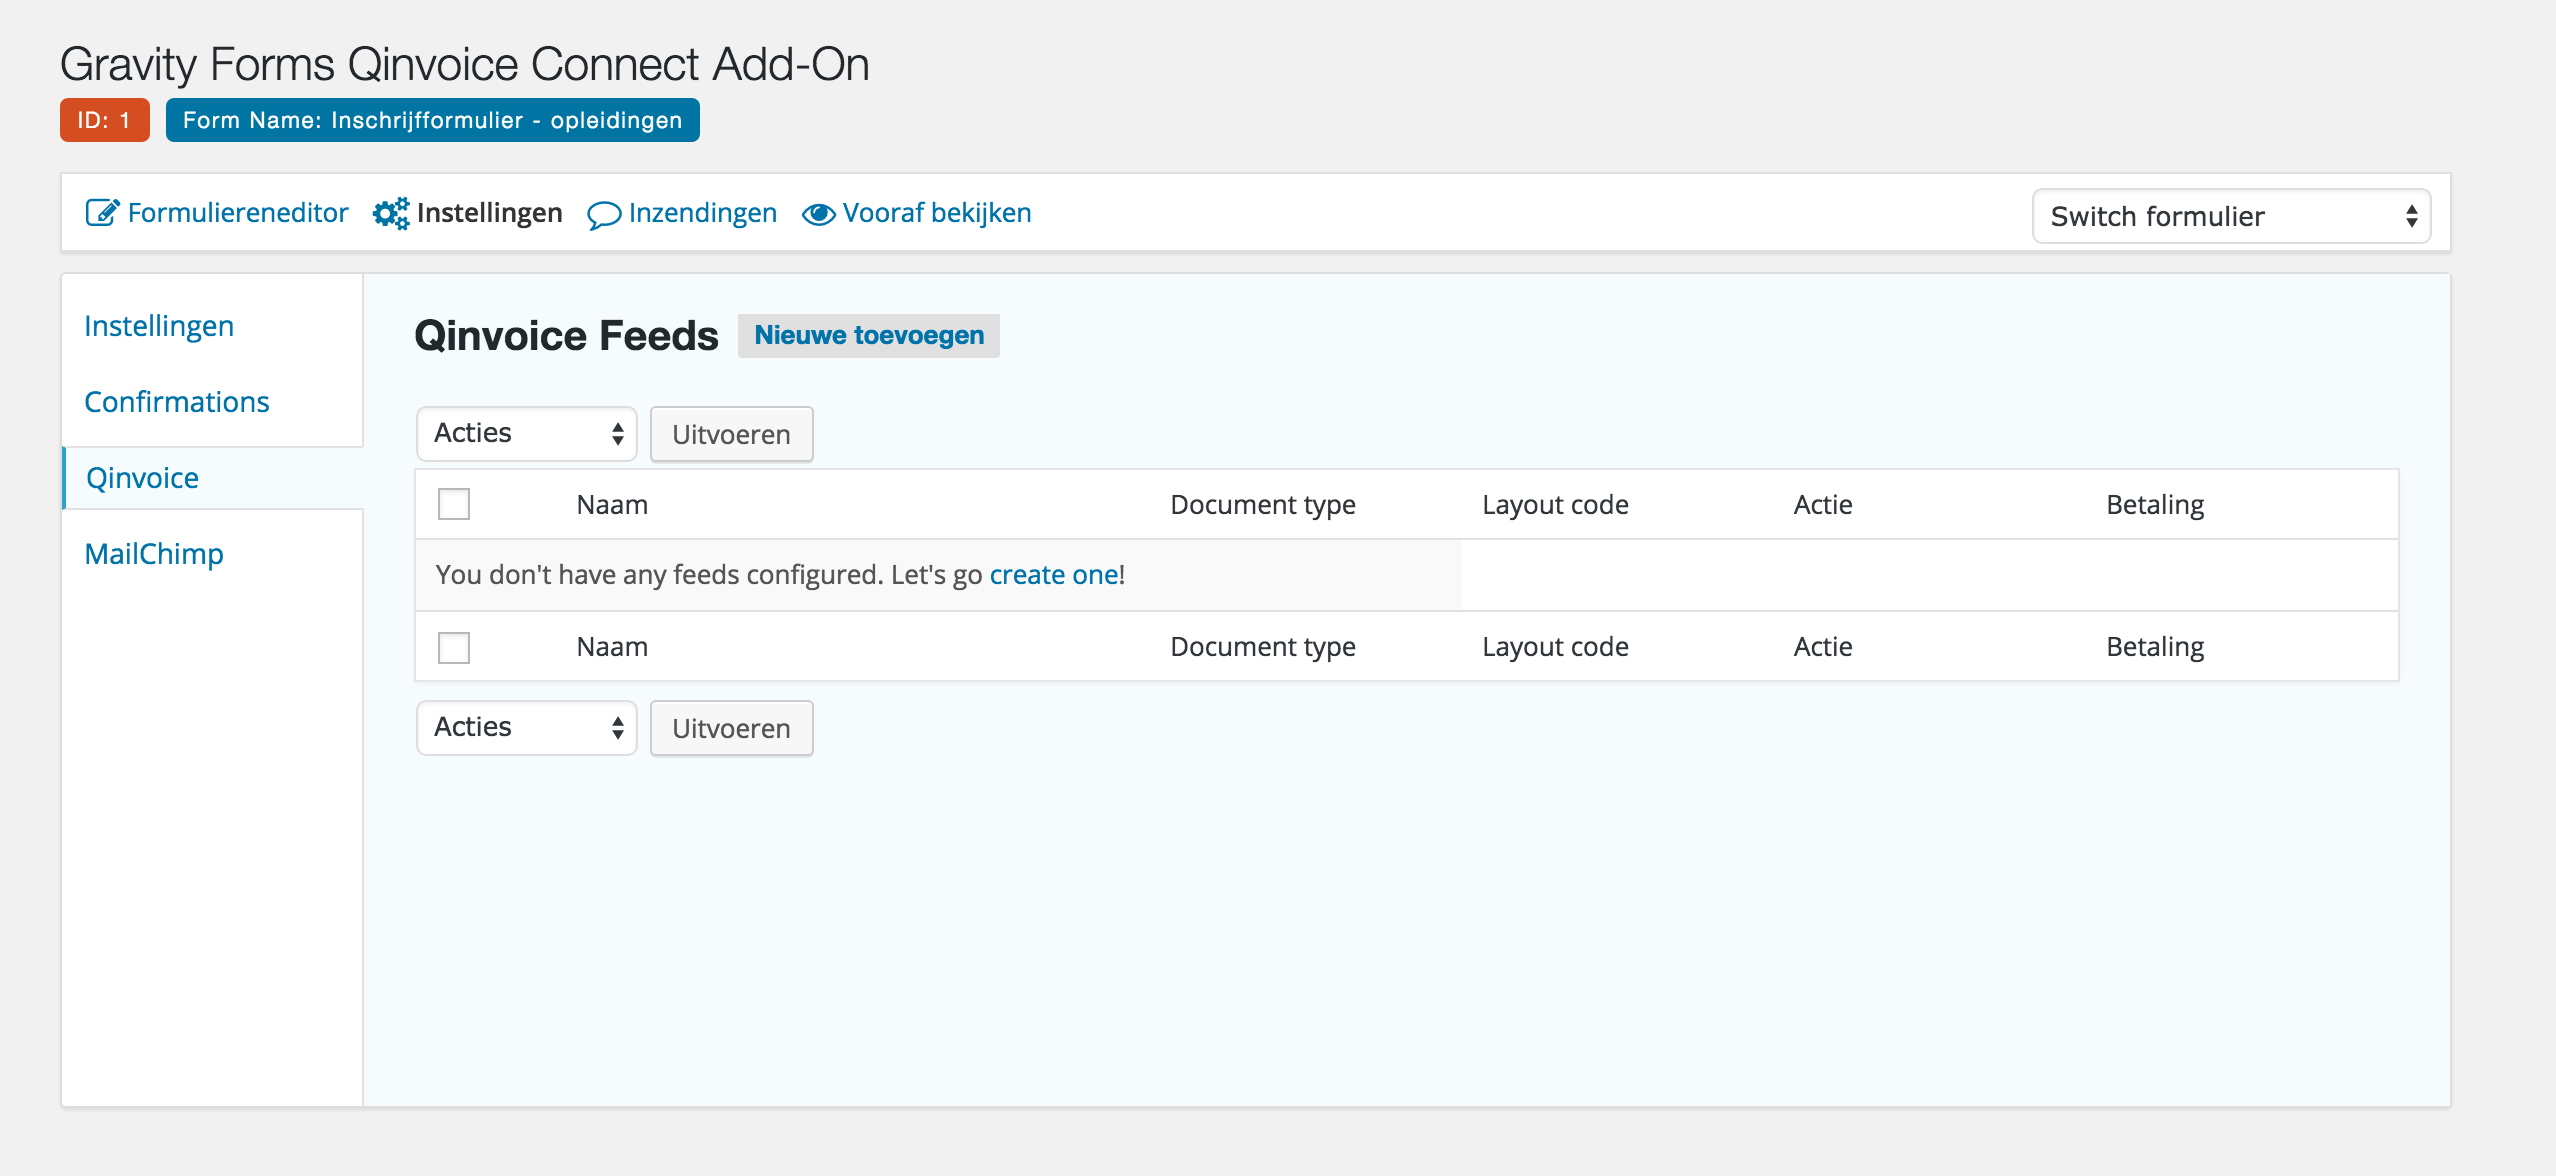 Gravity Forms Qinvoice Connect Add-On
ID: 1 Form Name: Inschrijfformulier - opleidingen
Formuliereneditor Instellingen Inzendingen Vooraf bekijken Switch formulier
Instellingen
Confirmations
Qinvoice
MailChimp
Qinvoice Feeds Nieuwe toevoegen
Acties Uitvoeren
Naam Document type Layout code Actie Betaling
You don't have any feeds configured. Let's go create one!
Naam Document type Layout code Actie Betaling
Acties Uitvoeren